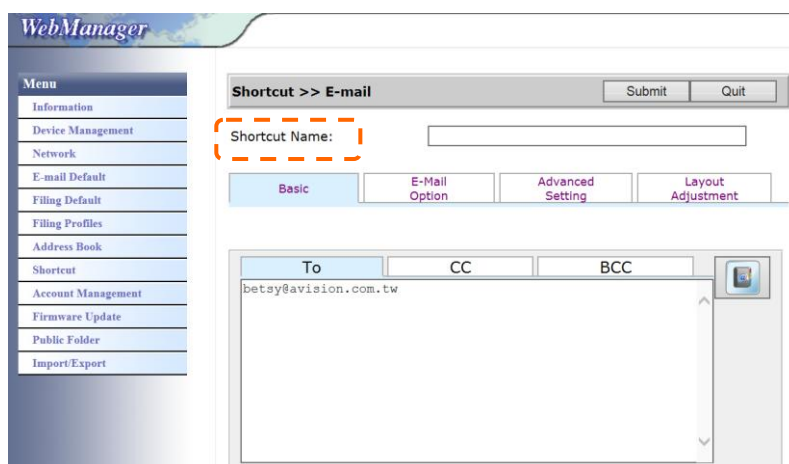 WebManager
Menu
Information
Device Management
Network
E-mail Default
Filing Default
Filing Profiles
Address Book
Shortcut
Account Management
Firmware Update
Public Folder
Import/Export
Shortcut >> E-mail
Submit
Quit
Shortcut Name:
Basic
E-Mail
Option
Advanced
Setting
Layout
Adjustment
To
CC
BCC
betsy@avision.com.tw